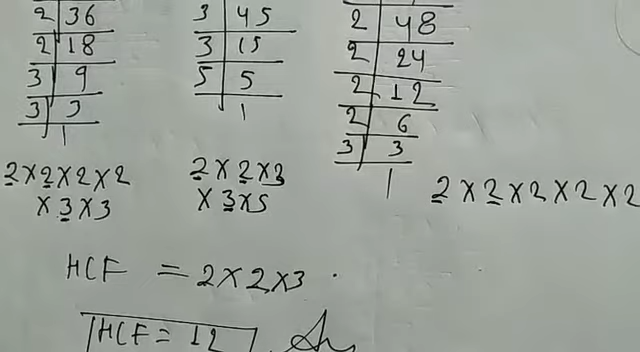 2 | 36
2 | 18
3 | 9
3 | 3
1
3 | 45
3 | 15
5 | 5
1
2 | 48
2 | 24
2 | 12
2 | 6
3 | 3
1
2×2×2×2
×3×3
2×2×3
×3×5
2×2×2×2×2
HCF = 2×2×3
HCF = 12